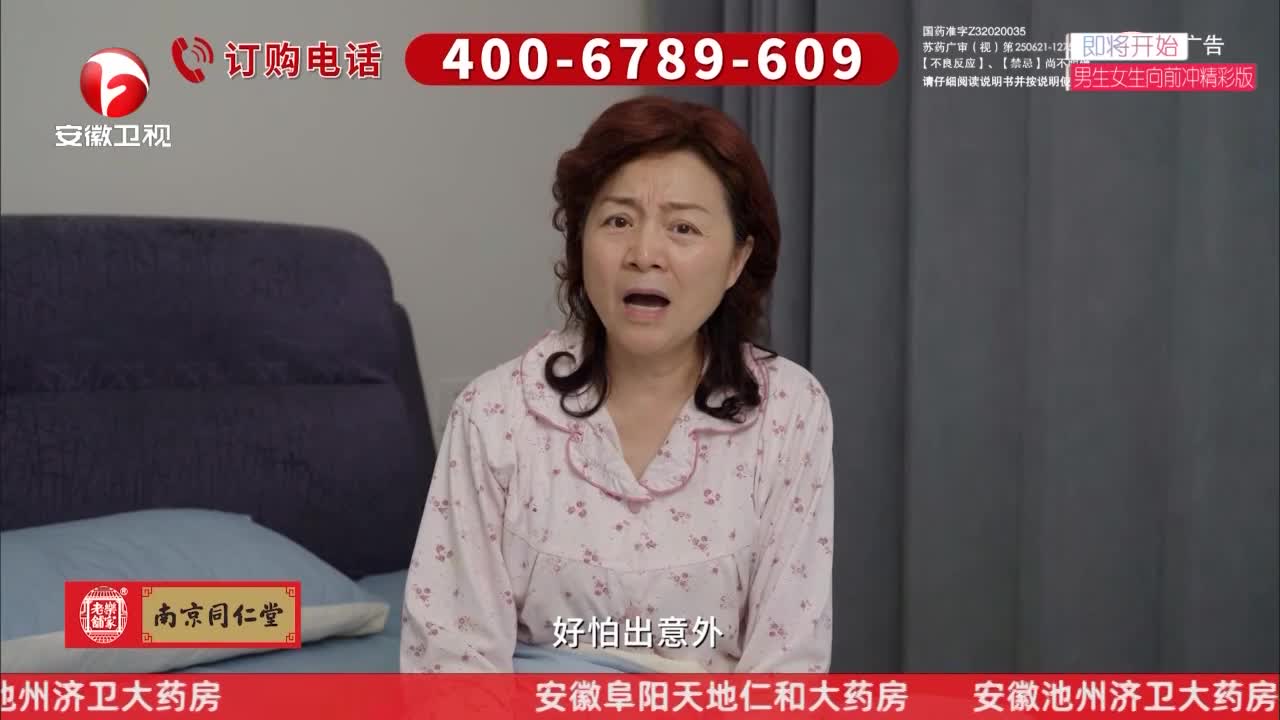 订购电话 400-6789-609
国药准字Z32020035
苏药广审（视）第250621-127
【不良反应】、【禁忌】尚不明确
请仔细阅读说明书并按说明使
即将开始
广告
男生女生向前冲精彩版
安徽卫视
老铺
樂家
南京同仁堂
好怕出意外
池州济卫大药房 安徽阜阳天地仁和大药房 安徽池州济卫大药房